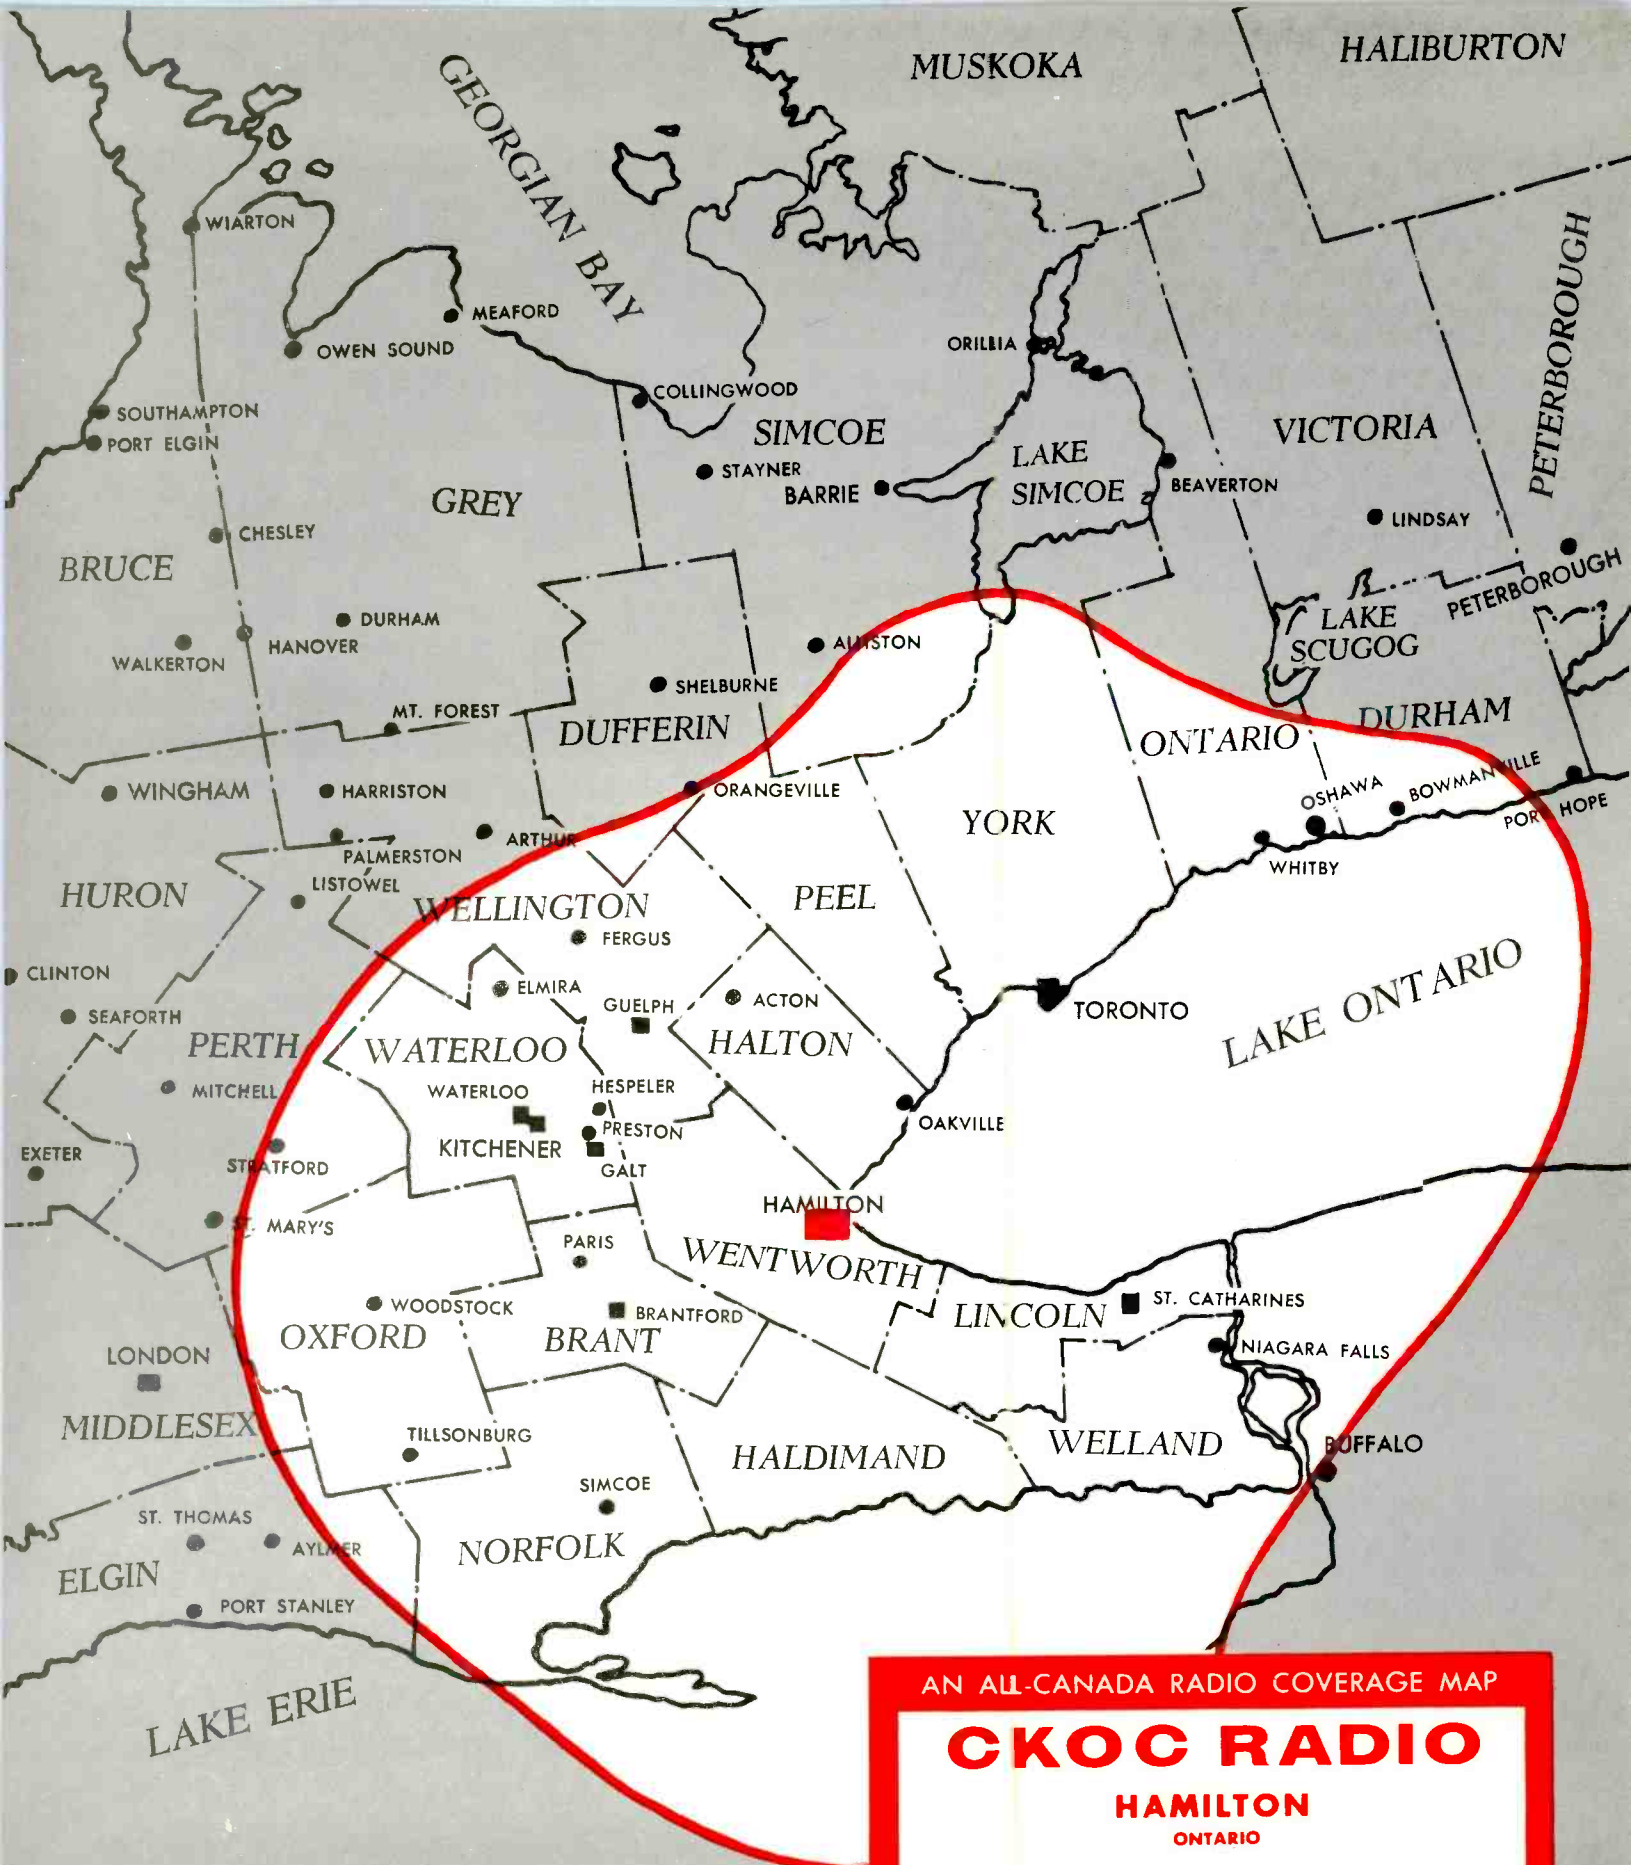 MUSKOKA
HALIBURTON
GEORGIAN BAY
WIARTON
PETERBOROUGH
MEAFORD
OWEN SOUND
ORILLIA
COLLINGWOOD
SOUTHAMPTON
PORT ELGIN
SIMCOE
VICTORIA
LAKE
SIMCOE
STAYNER
BARRIE
BEAVERTON
GREY
LINDSAY
CHESLEY
BRUCE
PETERBOROUGH
DURHAM
LAKE
SCUGOG
HANOVER
WALKERTON
ALLISTON
SHELBURNE
MT. FOREST
DUFFERIN
DURHAM
ONTARIO
WINGHAM
HARRISTON
ORANGEVILLE
OSHAWA
BOWMANVILLE
PORT HOPE
YORK
ARTHUR
PALMERSTON
WHITBY
LISTOWEL
HURON
WELLINGTON
PEEL
FERGUS
CLINTON
ELMIRA
GUELPH
ACTON
LAKE ONTARIO
SEAFORTH
TORONTO
PERTH
WATERLOO
HALTON
MITCHELL
WATERLOO
HESPELER
PRESTON
OAKVILLE
KITCHENER
EXETER
STRATFORD
GALT
HAMILTON
ST. MARY'S
PARIS
WENTWORTH
WOODSTOCK
BRANTFORD
LINCOLN
ST. CATHARINES
OXFORD
BRANT
NIAGARA FALLS
LONDON
MIDDLESEX
TILLSONBURG
HALDIMAND
WELLAND
BUFFALO
SIMCOE
ST. THOMAS
AYLMER
NORFOLK
ELGIN
PORT STANLEY
LAKE ERIE
AN ALL-CANADA RADIO COVERAGE MAP
CKOC RADIO
HAMILTON
ONTARIO